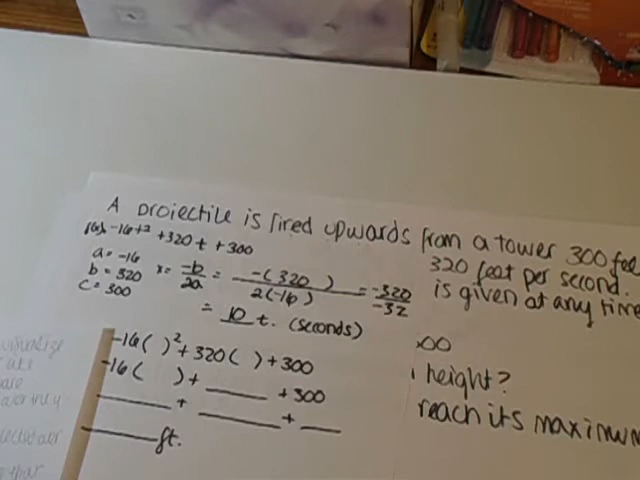 A projectile is fired upwards from a tower 300 fee
-16t² + 320t + 300
320 feet per second.
a = -16
b = 320 x = -b/2a = -(320)/2(-16) = -320/-32
c = 300
is given at any time
= 10 t. (seconds)
-16( )² + 320( ) + 300
-16( ) + ____ + 300
____ + ____ + ____
____ ft.
height?
reach its maximum